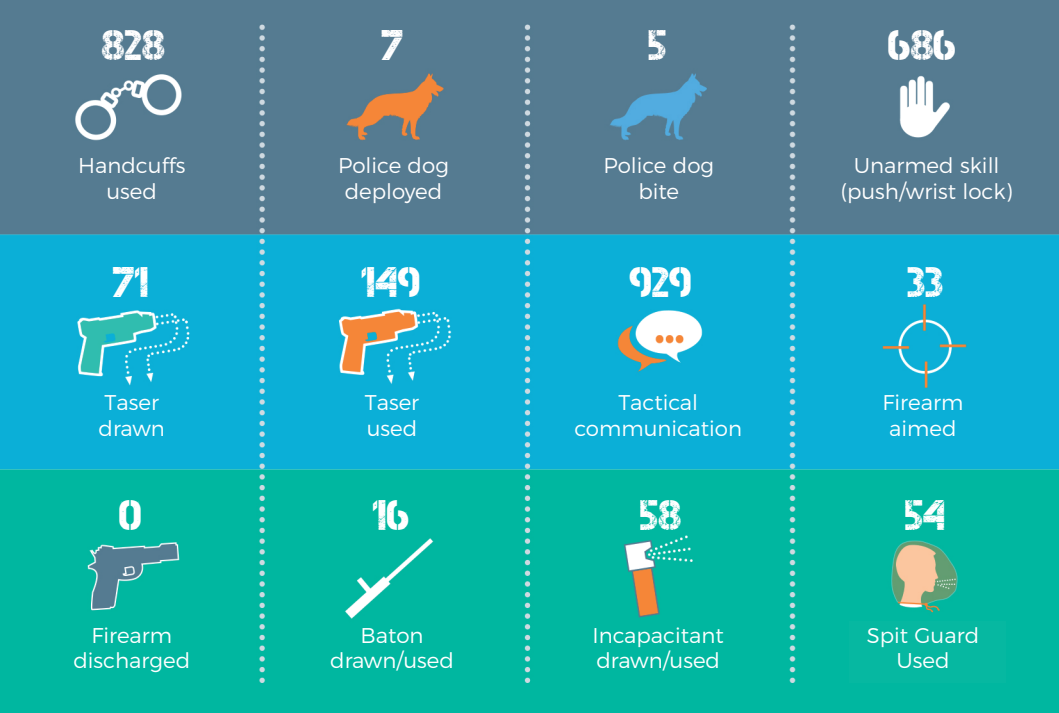 828
7
5
686
Handcuffs
used
Police dog
deployed
Police dog
bite
Unarmed skill
(push/wrist lock)
71
149
929
33
Taser
drawn
Taser
used
Tactical
communication
Firearm
aimed
0
16
58
54
Firearm
discharged
Baton
drawn/used
Incapacitant
drawn/used
Spit Guard
Used